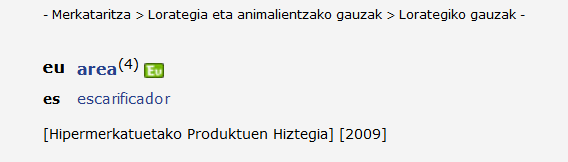 - Merkataritza > Lorategia eta animalientzako gauzak > Lorategiko gauzak -
eu area(4) Eu
es escarificador
[Hipermerkatuetako Produktuen Hiztegia] [2009]